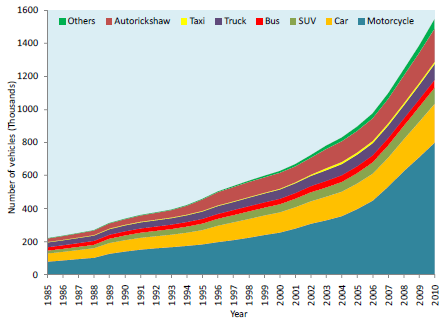 Others Autorickshaw Taxi Truck Bus SUV Car Motorcycle
Number of vehicles (Thousands)
1600
1400
1200
1000
800
600
400
200
0
1985 1986 1987 1988 1989 1990 1991 1992 1993 1994 1995 1996 1997 1998 1999 2000 2001 2002 2003 2004 2005 2006 2007 2008 2009 2010
Year